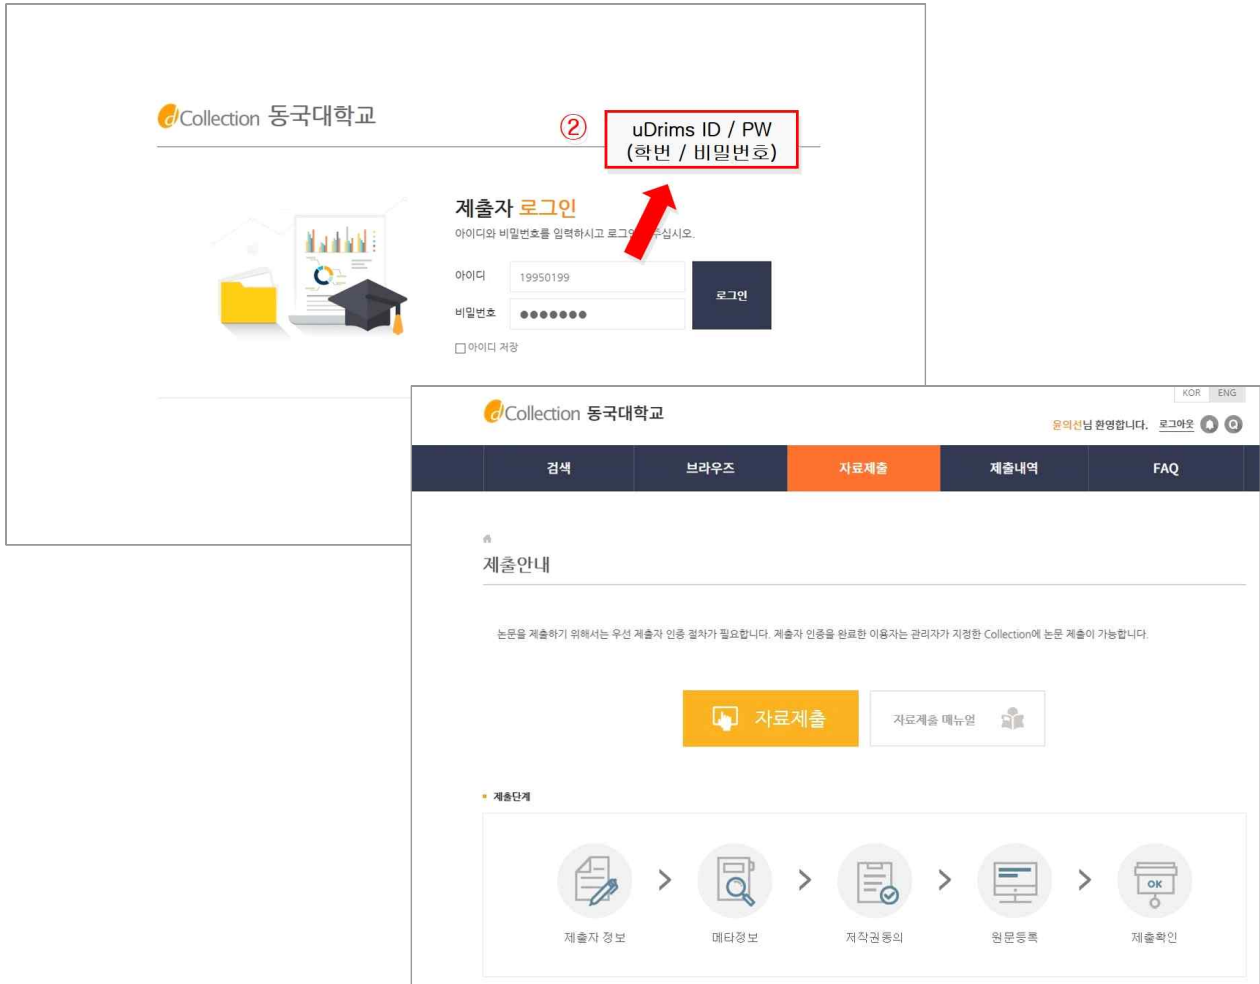 dCollection 동국대학교
② uDrims ID / PW
(학번 / 비밀번호)
제출자 로그인
아이디와 비밀번호를 입력하시고 로그인 주십시오.
아이디 19950199
로그인
비밀번호 ●●●●●●●
아이디 저장
KOR ENG
dCollection 동국대학교
윤의선님 환영합니다. 로그아웃
검색 브라우즈 자료제출 제출내역 FAQ
제출안내
논문을 제출하기 위해서는 우선 제출자 인증 절차가 필요합니다. 제출자 인증을 완료한 이용자는 관리자가 지정한 Collection에 논문 제출이 가능합니다.
자료제출 자료제출 매뉴얼
제출단계
OK
제출자 정보 > 메타정보 > 저작권동의 > 원문등록 > 제출확인